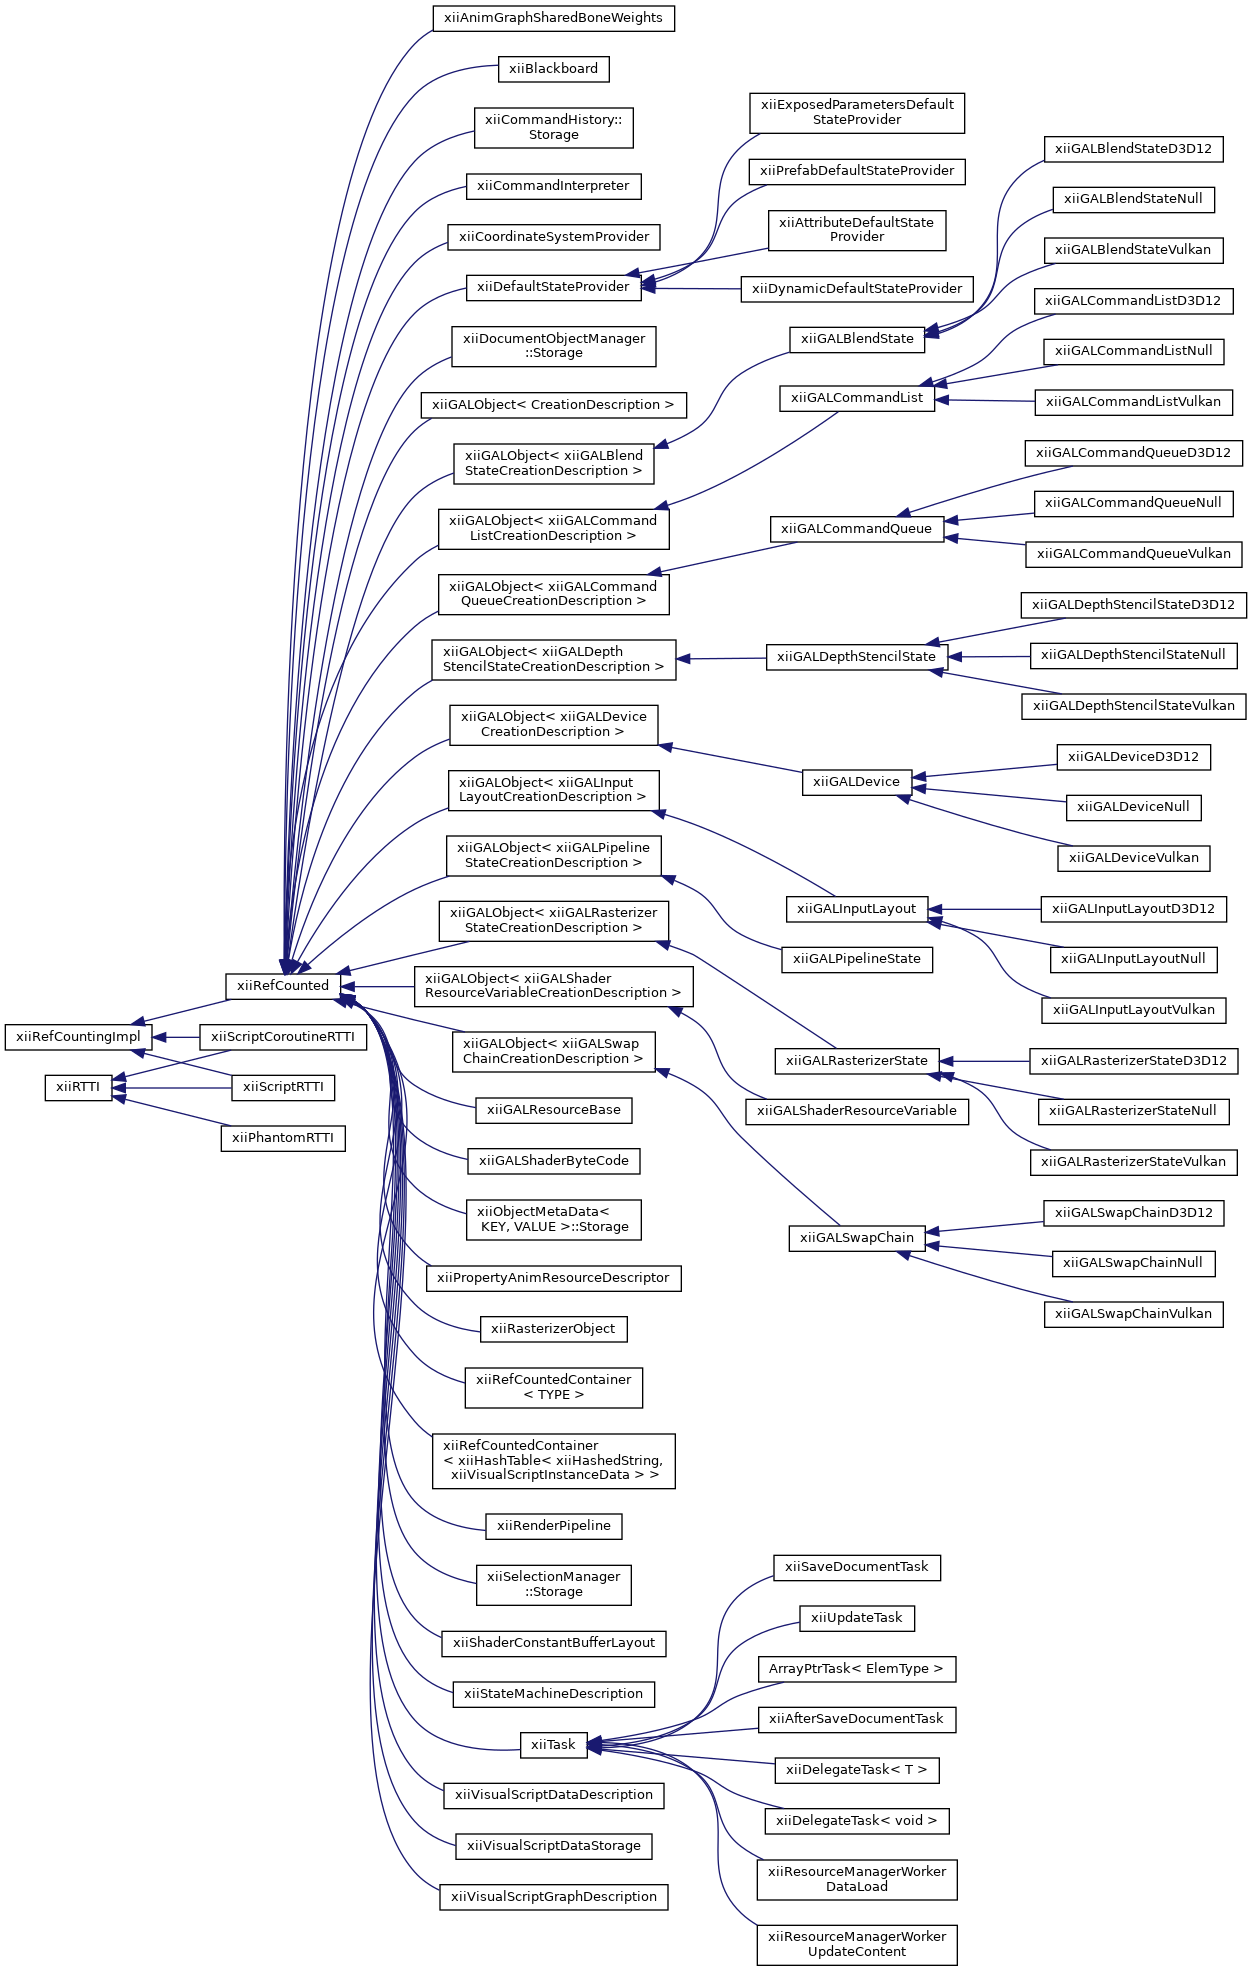 xiiAnimGraphSharedBoneWeights
xiiBlackboard
xiiCommandHistory::
Storage
xiiCommandInterpreter
xiiCoordinateSystemProvider
xiiDefaultStateProvider
xiiDocumentObjectManager
::Storage
xiiGALObject< CreationDescription >
xiiGALObject< xiiGALBlend
StateCreationDescription >
xiiGALObject< xiiGALCommand
ListCreationDescription >
xiiGALObject< xiiGALCommand
QueueCreationDescription >
xiiGALObject< xiiGALDepth
StencilStateCreationDescription >
xiiGALObject< xiiGALDevice
CreationDescription >
xiiGALObject< xiiGALInput
LayoutCreationDescription >
xiiGALObject< xiiGALPipeline
StateCreationDescription >
xiiGALObject< xiiGALRasterizer
StateCreationDescription >
xiiGALObject< xiiGALShader
ResourceVariableCreationDescription >
xiiGALObject< xiiGALSwap
ChainCreationDescription >
xiiGALResourceBase
xiiGALShaderByteCode
xiiObjectMetaData<
KEY, VALUE >::Storage
xiiPropertyAnimResourceDescriptor
xiiRasterizerObject
xiiRefCountedContainer
< TYPE >
xiiRefCountedContainer
< xiiHashTable< xiiHashedString,
xiiVisualScriptInstanceData > >
xiiRenderPipeline
xiiSelectionManager
::Storage
xiiShaderConstantBufferLayout
xiiStateMachineDescription
xiiTask
xiiVisualScriptDataDescription
xiiVisualScriptDataStorage
xiiVisualScriptGraphDescription
xiiRefCounted
xiiRefCountingImpl
xiiScriptCoroutineRTTI
xiiRTTI
xiiScriptRTTI
xiiPhantomRTTI
xiiExposedParametersDefault
StateProvider
xiiPrefabDefaultStateProvider
xiiAttributeDefaultState
Provider
xiiDynamicDefaultStateProvider
xiiGALBlendState
xiiGALCommandList
xiiGALCommandQueue
xiiGALDepthStencilState
xiiGALDevice
xiiGALInputLayout
xiiGALPipelineState
xiiGALRasterizerState
xiiGALShaderResourceVariable
xiiGALSwapChain
xiiSaveDocumentTask
xiiUpdateTask
ArrayPtrTask< ElemType >
xiiAfterSaveDocumentTask
xiiDelegateTask< T >
xiiDelegateTask< void >
xiiResourceManagerWorker
DataLoad
xiiResourceManagerWorker
UpdateContent
xiiGALBlendStateD3D12
xiiGALBlendStateNull
xiiGALBlendStateVulkan
xiiGALCommandListD3D12
xiiGALCommandListNull
xiiGALCommandListVulkan
xiiGALCommandQueueD3D12
xiiGALCommandQueueNull
xiiGALCommandQueueVulkan
xiiGALDepthStencilStateD3D12
xiiGALDepthStencilStateNull
xiiGALDepthStencilStateVulkan
xiiGALDeviceD3D12
xiiGALDeviceNull
xiiGALDeviceVulkan
xiiGALInputLayoutD3D12
xiiGALInputLayoutNull
xiiGALInputLayoutVulkan
xiiGALRasterizerStateD3D12
xiiGALRasterizerStateNull
xiiGALRasterizerStateVulkan
xiiGALSwapChainD3D12
xiiGALSwapChainNull
xiiGALSwapChainVulkan